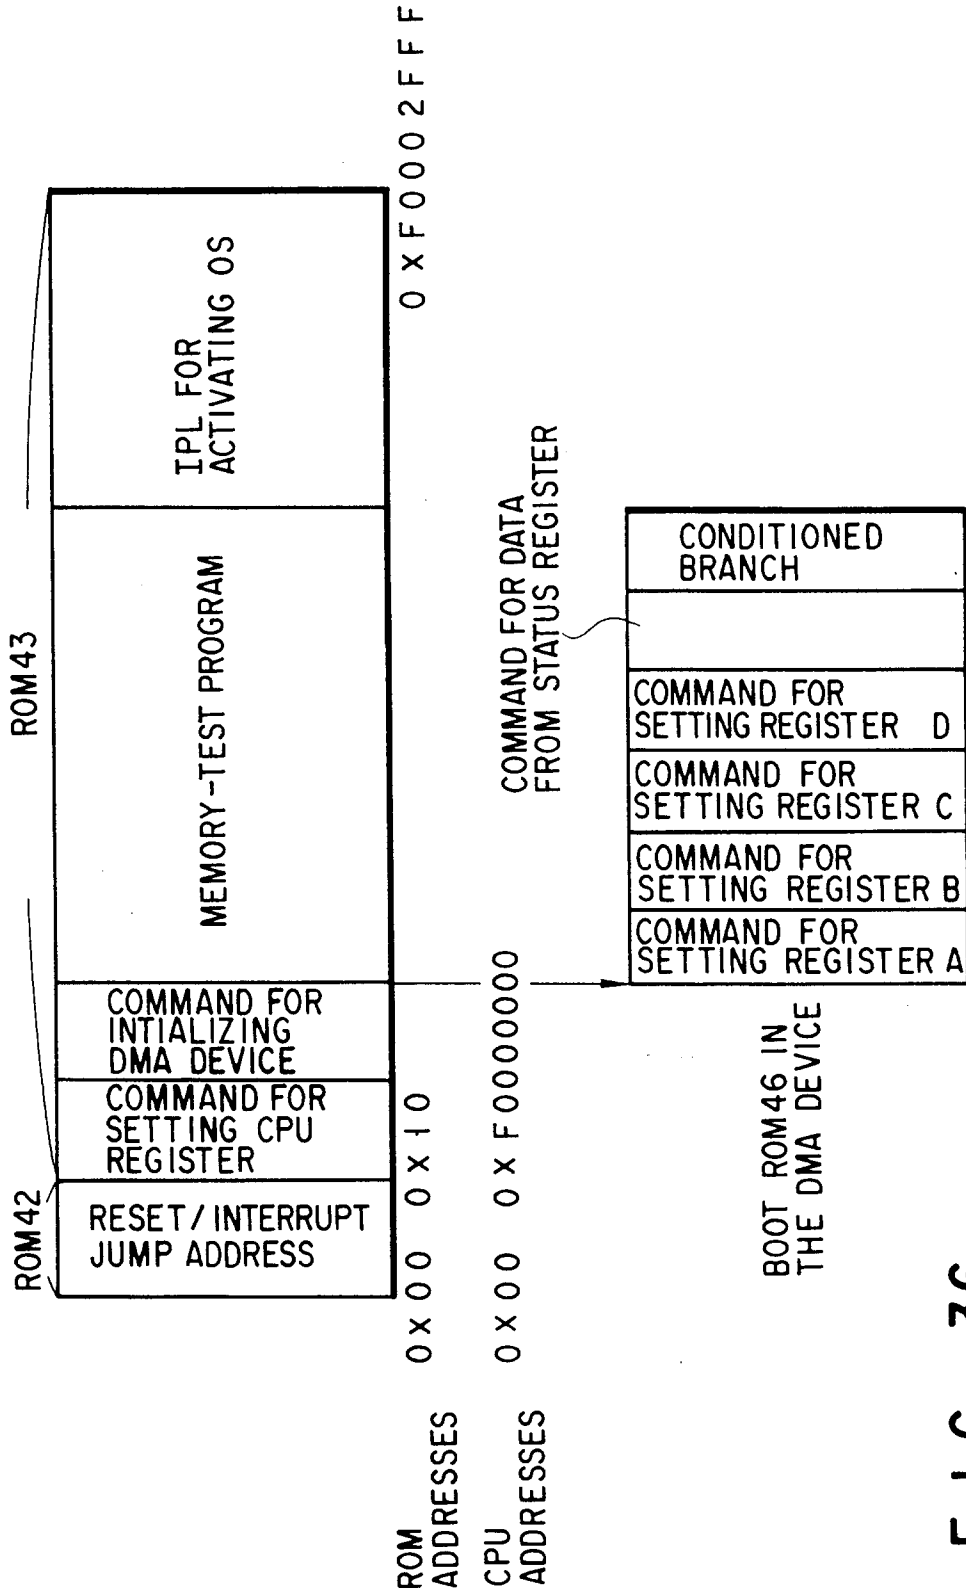 ROM42
ROM43
RESET/INTERRUPT
JUMP ADDRESS
COMMAND FOR
SETTING CPU
REGISTER
COMMAND FOR
INTIALIZING
DMA DEVICE
MEMORY-TEST PROGRAM
IPL FOR
ACTIVATING OS
ROM
ADDRESSES
0X00
0X10
0XF0002FFF
CPU
ADDRESSES
0X00
0XF000000
COMMAND FOR DATA
FROM STATUS REGISTER
BOOT ROM46 IN
THE DMA DEVICE
COMMAND FOR
SETTING REGISTER A
COMMAND FOR
SETTING REGISTER B
COMMAND FOR
SETTING REGISTER C
COMMAND FOR
SETTING REGISTER D
CONDITIONED
BRANCH